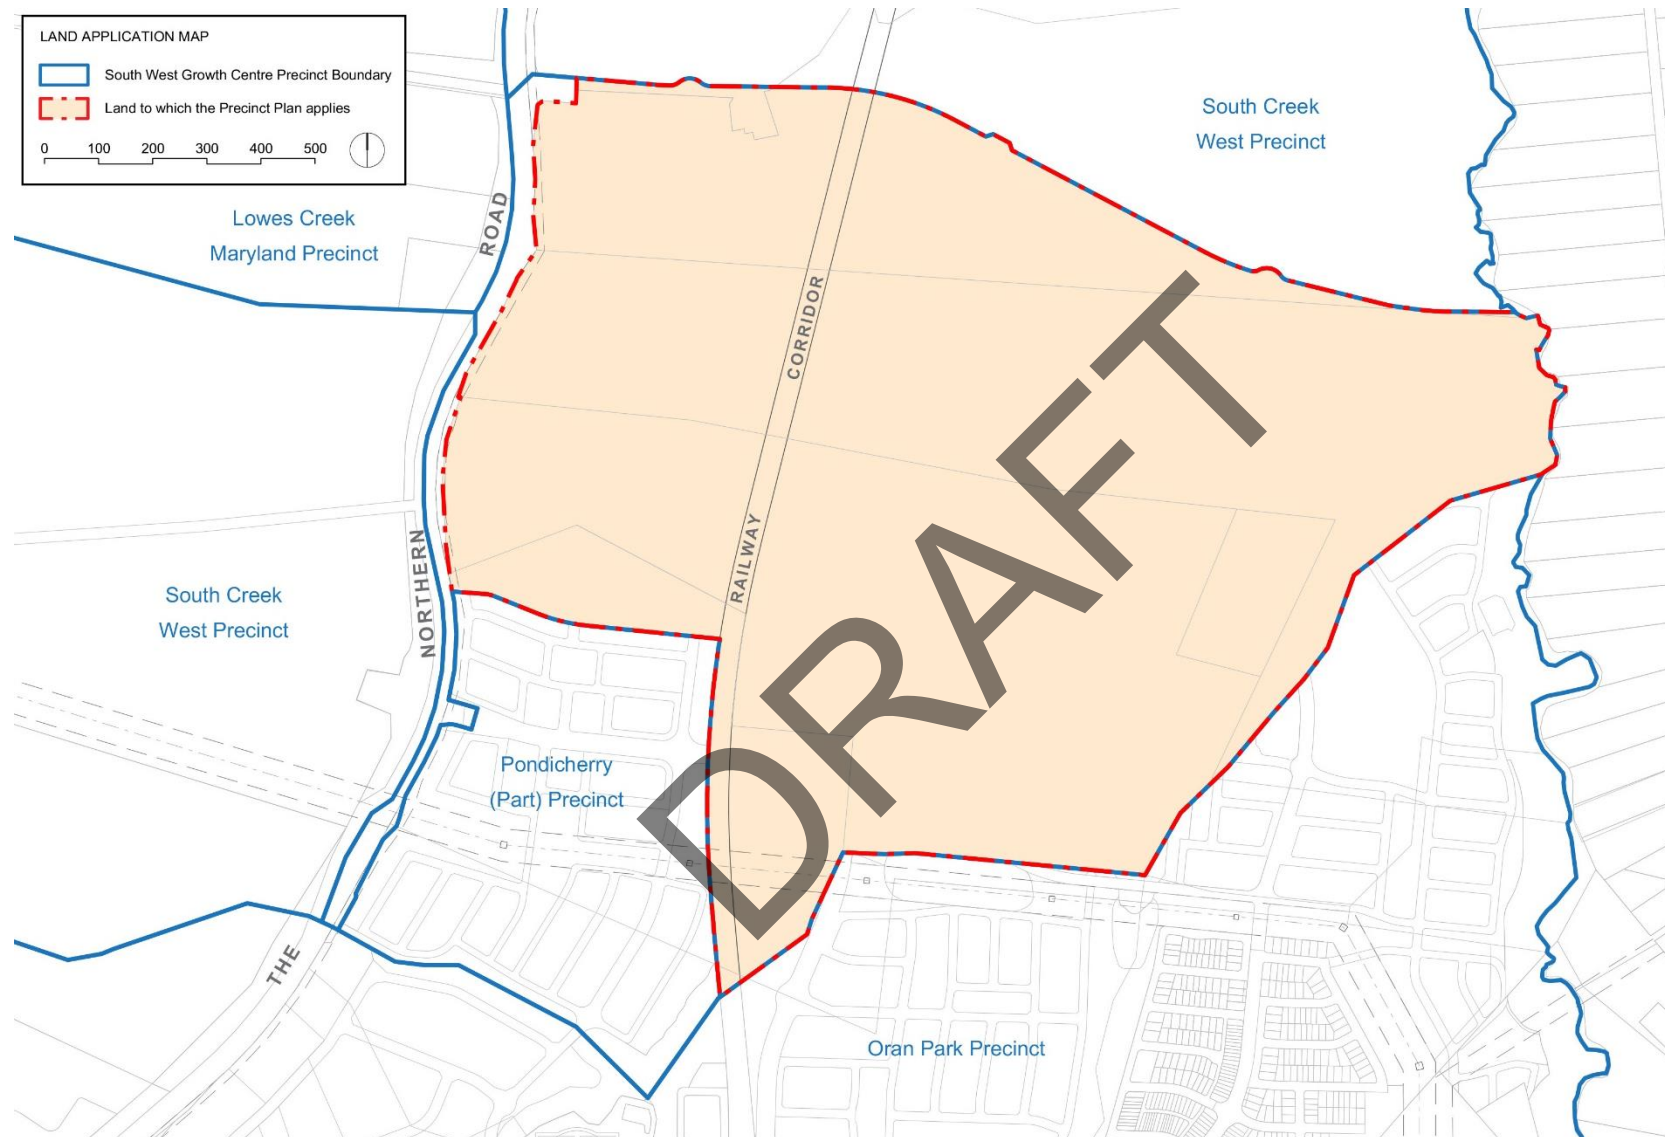 LAND APPLICATION MAP
South West Growth Centre Precinct Boundary
Land to which the Precinct Plan applies
0 100 200 300 400 500
South Creek
West Precinct
Lowes Creek
Maryland Precinct
ROAD
CORRIDOR
RAILWAY
NORTHERN
South Creek
West Precinct
Pondicherry
(Part) Precinct
DRAFT
THE
Oran Park Precinct